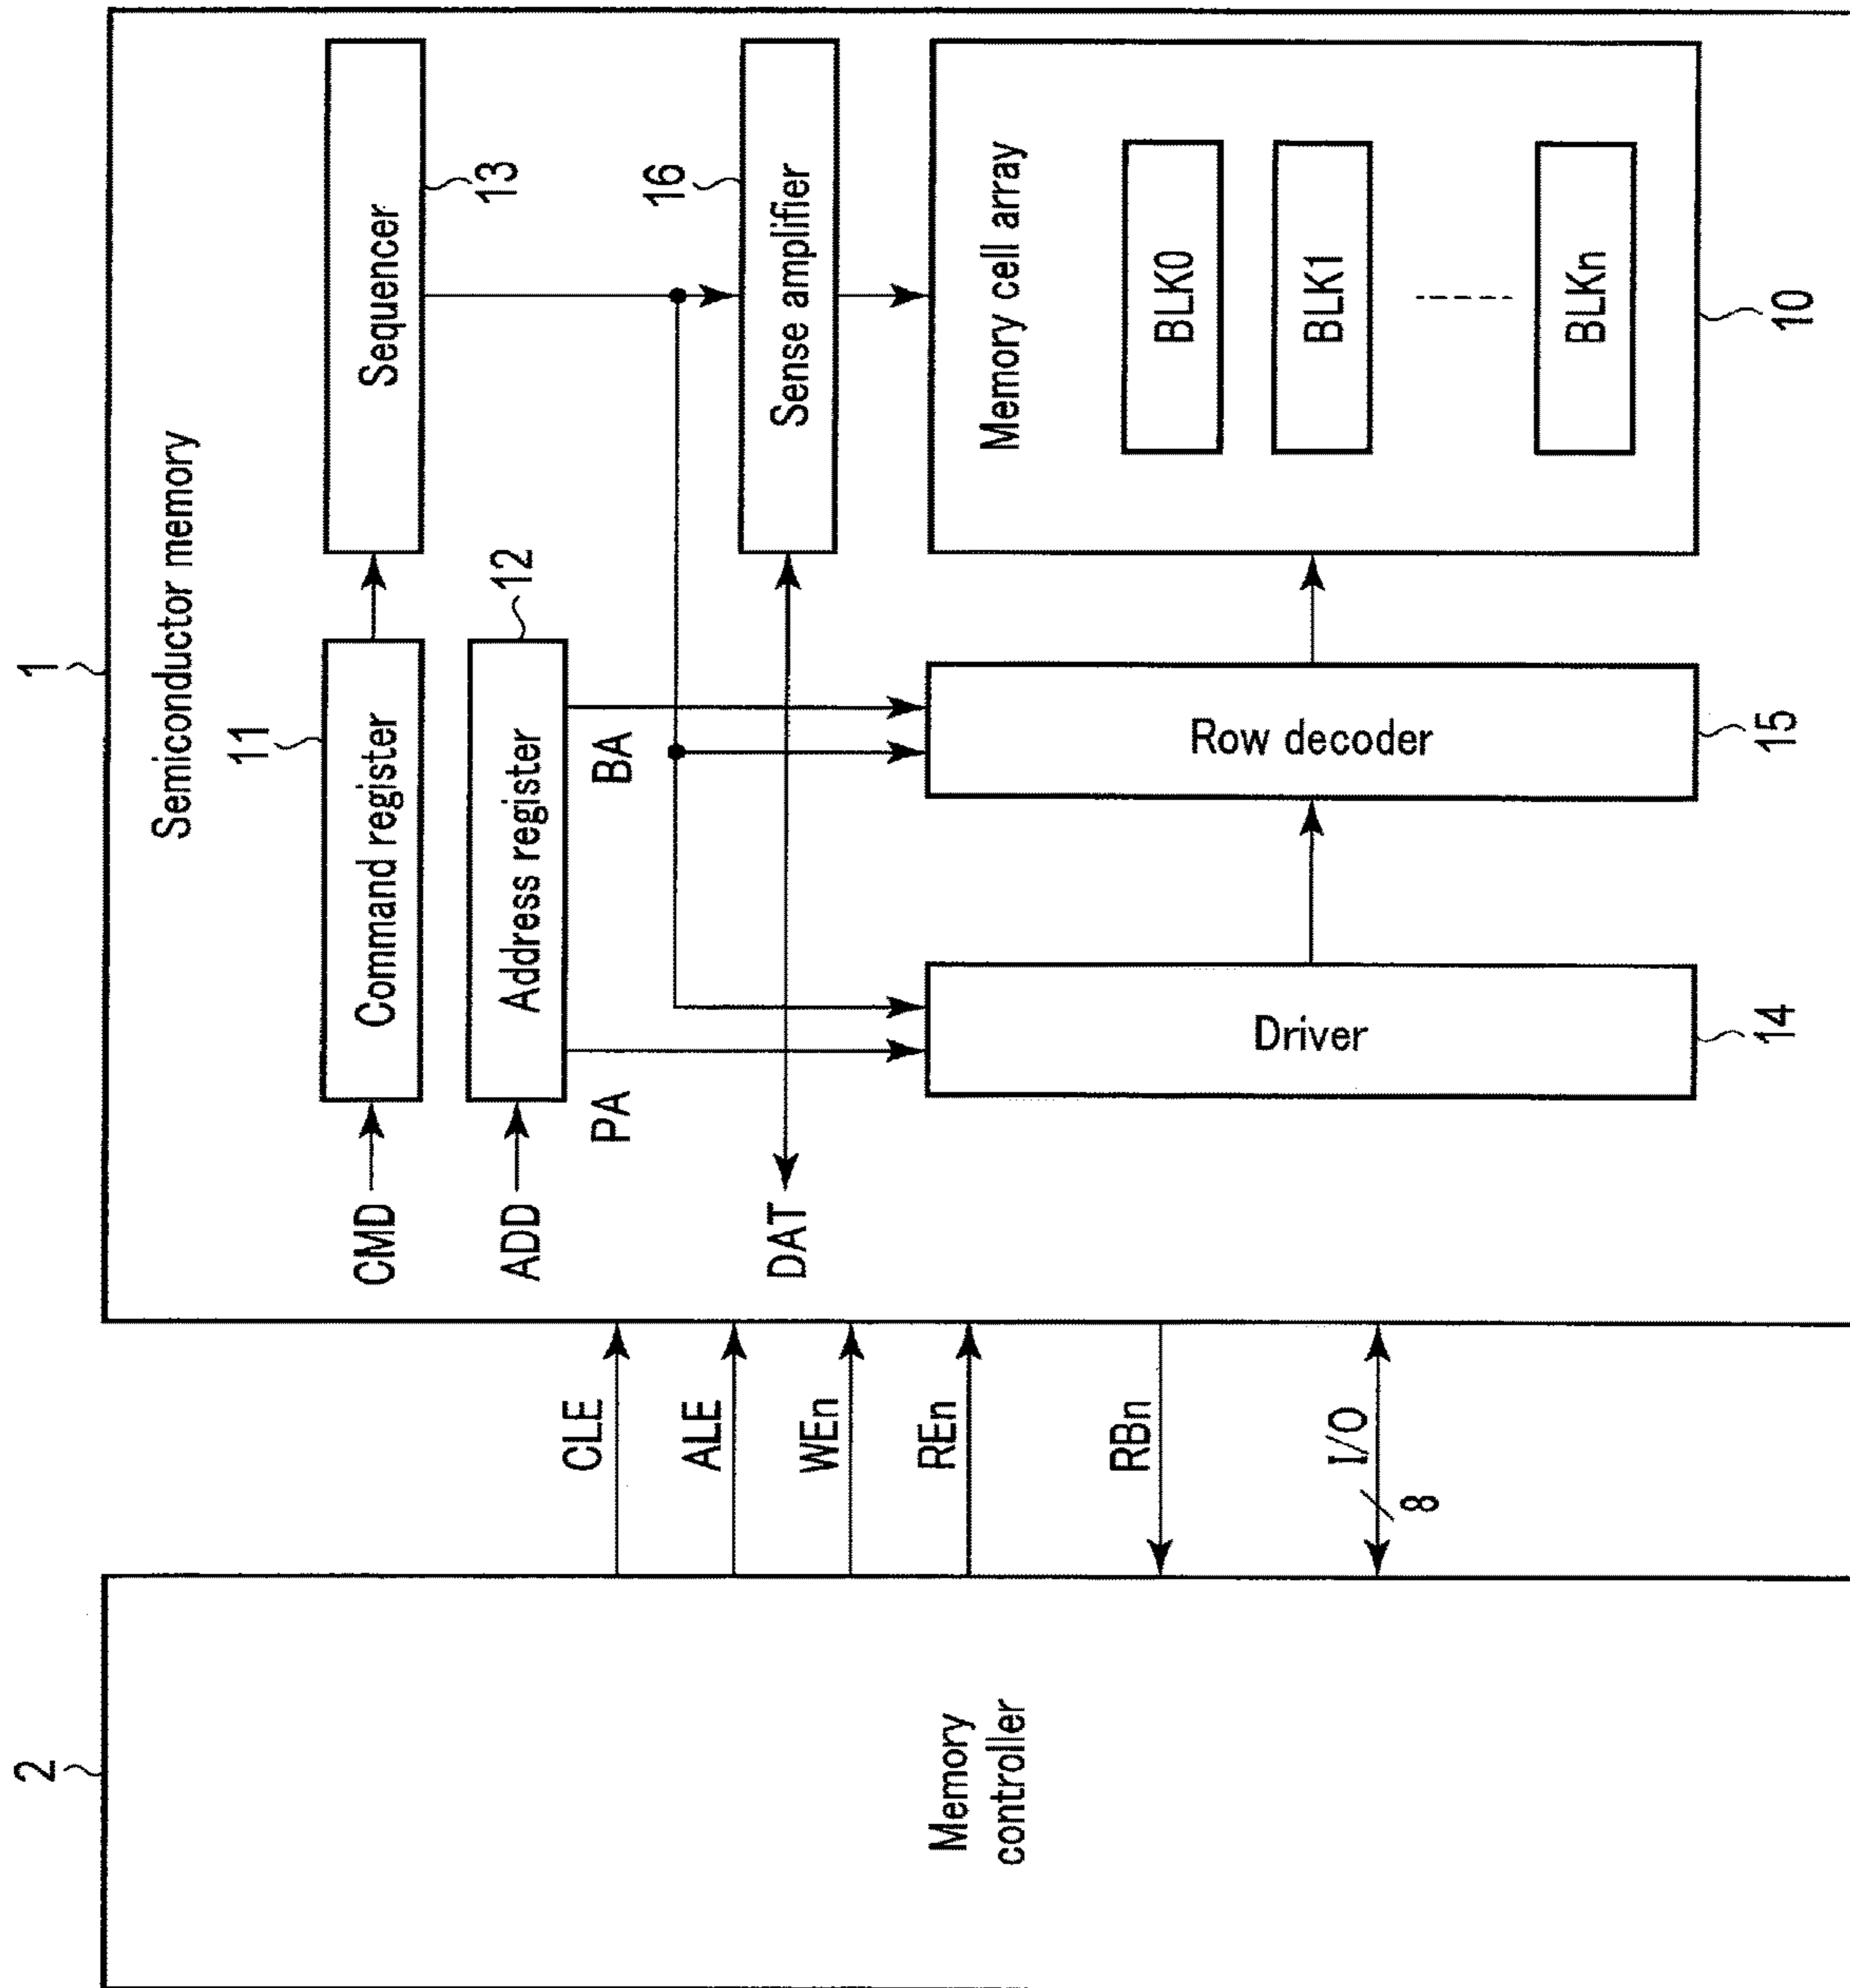 2
Memory
controller
CLE
ALE
WEn
REn
RBn
I/O
8
1
Semiconductor memory
CMD
11
Command register
Sequencer
13
ADD
Address register
12
PA
BA
DAT
16
Sense amplifier
Driver
14
Row decoder
15
Memory cell array
BLK0
BLK1
BLKn
10